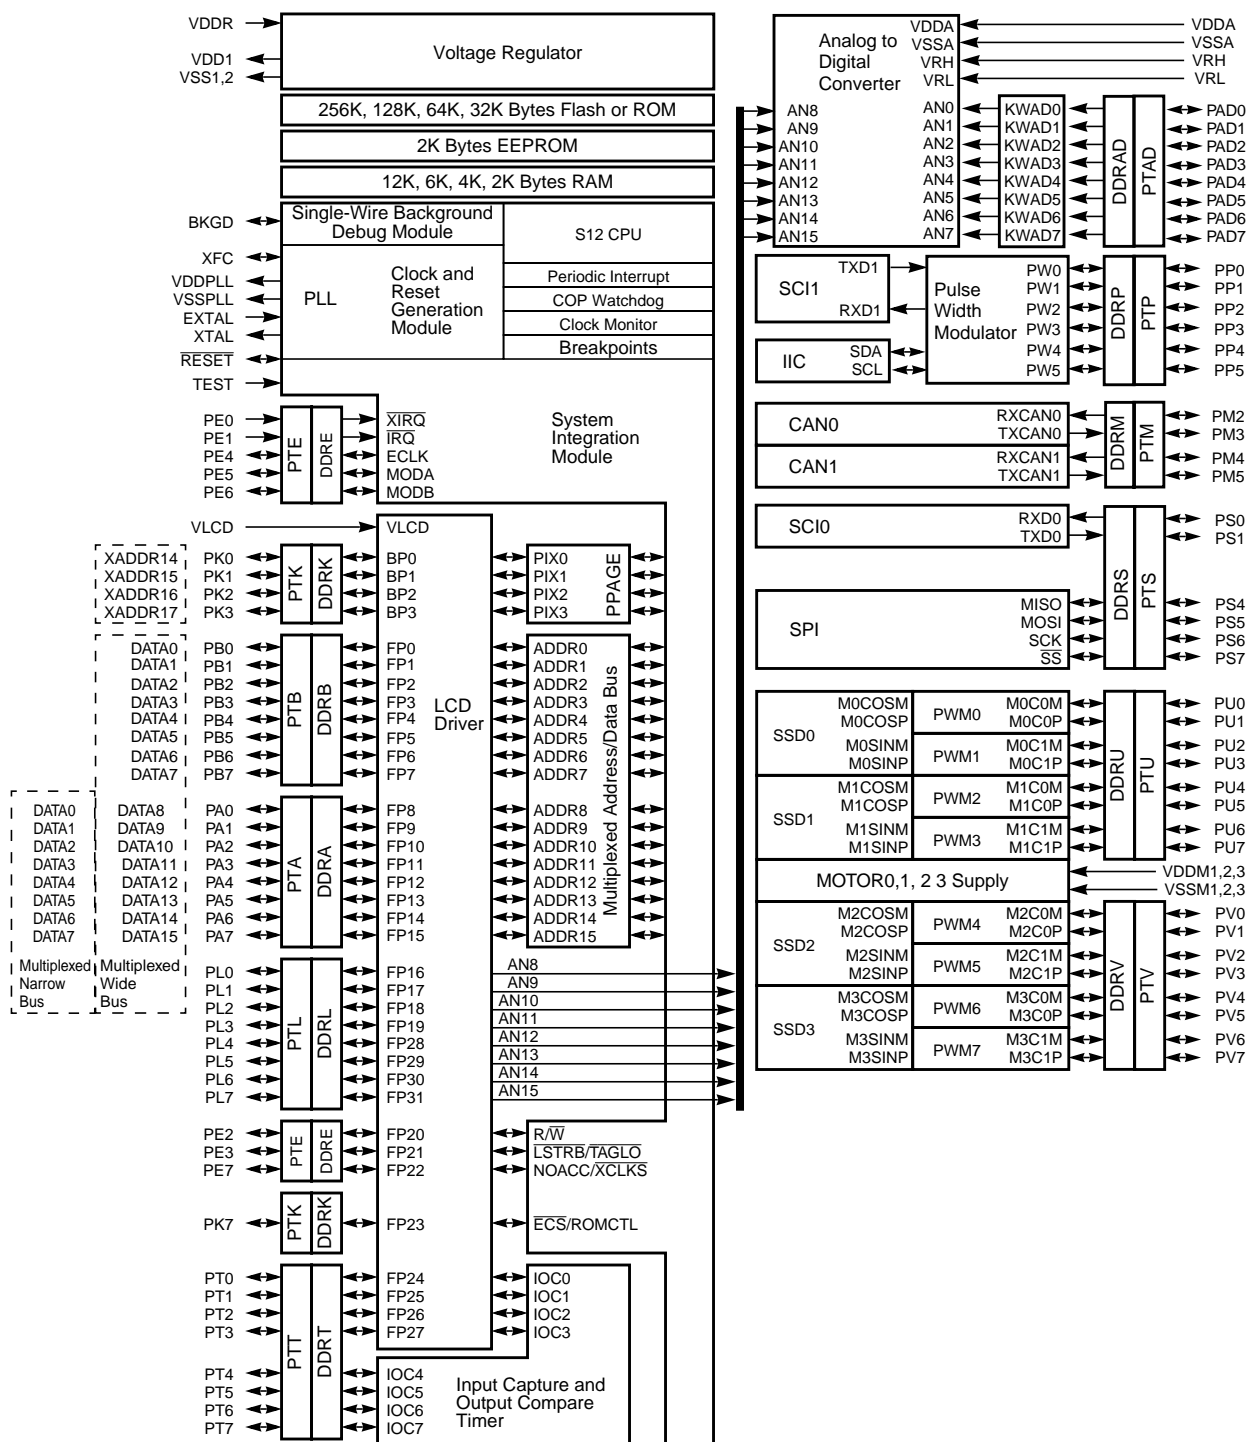 VDDR
VDD1
VSS1,2
Voltage Regulator
256K, 128K, 64K, 32K Bytes Flash or ROM
2K Bytes EEPROM
12K, 6K, 4K, 2K Bytes RAM
BKGD
Single-Wire Background
Debug Module
S12 CPU
XFC
VDDPLL
VSSPLL
EXTAL
XTAL
RESET
TEST
PLL
Clock and
Reset
Generation
Module
Periodic Interrupt
COP Watchdog
Clock Monitor
Breakpoints
System
Integration
Module
PE0
PE1
PE4
PE5
PE6
PTE
DDRE
XIRQ
IRQ
ECLK
MODA
MODB
VLCD
VLCD
XADDR14
XADDR15
XADDR16
XADDR17
PK0
PK1
PK2
PK3
PTK
DDRK
BP0
BP1
BP2
BP3
PIX0
PIX1
PIX2
PIX3
PPAGE
DATA0
DATA1
DATA2
DATA3
DATA4
DATA5
DATA6
DATA7
PB0
PB1
PB2
PB3
PB4
PB5
PB6
PB7
PTB
DDRB
FP0
FP1
FP2
FP3
FP4
FP5
FP6
FP7
LCD
Driver
ADDR0
ADDR1
ADDR2
ADDR3
ADDR4
ADDR5
ADDR6
ADDR7
Multiplexed Address/Data Bus
DATA0
DATA1
DATA2
DATA3
DATA4
DATA5
DATA6
DATA7
Multiplexed
Narrow
Bus
DATA8
DATA9
DATA10
DATA11
DATA12
DATA13
DATA14
DATA15
Multiplexed
Wide
Bus
PA0
PA1
PA2
PA3
PA4
PA5
PA6
PA7
PTA
DDRA
FP8
FP9
FP10
FP11
FP12
FP13
FP14
FP15
ADDR8
ADDR9
ADDR10
ADDR11
ADDR12
ADDR13
ADDR14
ADDR15
PL0
PL1
PL2
PL3
PL4
PL5
PL6
PL7
PTL
DDRL
FP16
FP17
FP18
FP19
FP28
FP29
FP30
FP31
AN8
AN9
AN10
AN11
AN12
AN13
AN14
AN15
PE2
PE3
PE7
PTE
DDRE
FP20
FP21
FP22
R/W
LSTRB/TAGLO
NOACC/XCLKS
PK7
PTK
DDRK
FP23
ECS/ROMCTL
PT0
PT1
PT2
PT3
PT4
PT5
PT6
PT7
PTT
DDRT
FP24
FP25
FP26
FP27
IOC0
IOC1
IOC2
IOC3
IOC4
IOC5
IOC6
IOC7
Input Capture and
Output Compare
Timer
Analog to
Digital
Converter
VDDA
VSSA
VRH
VRL
VDDA
VSSA
VRH
VRL
AN8
AN9
AN10
AN11
AN12
AN13
AN14
AN15
AN0
AN1
AN2
AN3
AN4
AN5
AN6
AN7
KWAD0
KWAD1
KWAD2
KWAD3
KWAD4
KWAD5
KWAD6
KWAD7
DDRAD
PTAD
PAD0
PAD1
PAD2
PAD3
PAD4
PAD5
PAD6
PAD7
SCI1
TXD1
RXD1
IIC
SDA
SCL
Pulse
Width
Modulator
PW0
PW1
PW2
PW3
PW4
PW5
DDRP
PTP
PP0
PP1
PP2
PP3
PP4
PP5
CAN0
RXCAN0
TXCAN0
CAN1
RXCAN1
TXCAN1
DDRM
PTM
PM2
PM3
PM4
PM5
SCI0
RXD0
TXD0
SPI
MISO
MOSI
SCK
SS
DDRS
PTS
PS0
PS1
PS4
PS5
PS6
PS7
SSD0
M0COSM
M0COSP
M0SINM
M0SINP
PWM0
PWM1
M0C0M
M0C0P
M0C1M
M0C1P
SSD1
M1COSM
M1COSP
M1SINM
M1SINP
PWM2
PWM3
M1C0M
M1C0P
M1C1M
M1C1P
DDRU
PTU
PU0
PU1
PU2
PU3
PU4
PU5
PU6
PU7
MOTOR0,1, 2 3 Supply
VDDM1,2,3
VSSM1,2,3
SSD2
M2COSM
M2COSP
M2SINM
M2SINP
PWM4
PWM5
M2C0M
M2C0P
M2C1M
M2C1P
SSD3
M3COSM
M3COSP
M3SINM
M3SINP
PWM6
PWM7
M3C0M
M3C0P
M3C1M
M3C1P
DDRV
PTV
PV0
PV1
PV2
PV3
PV4
PV5
PV6
PV7